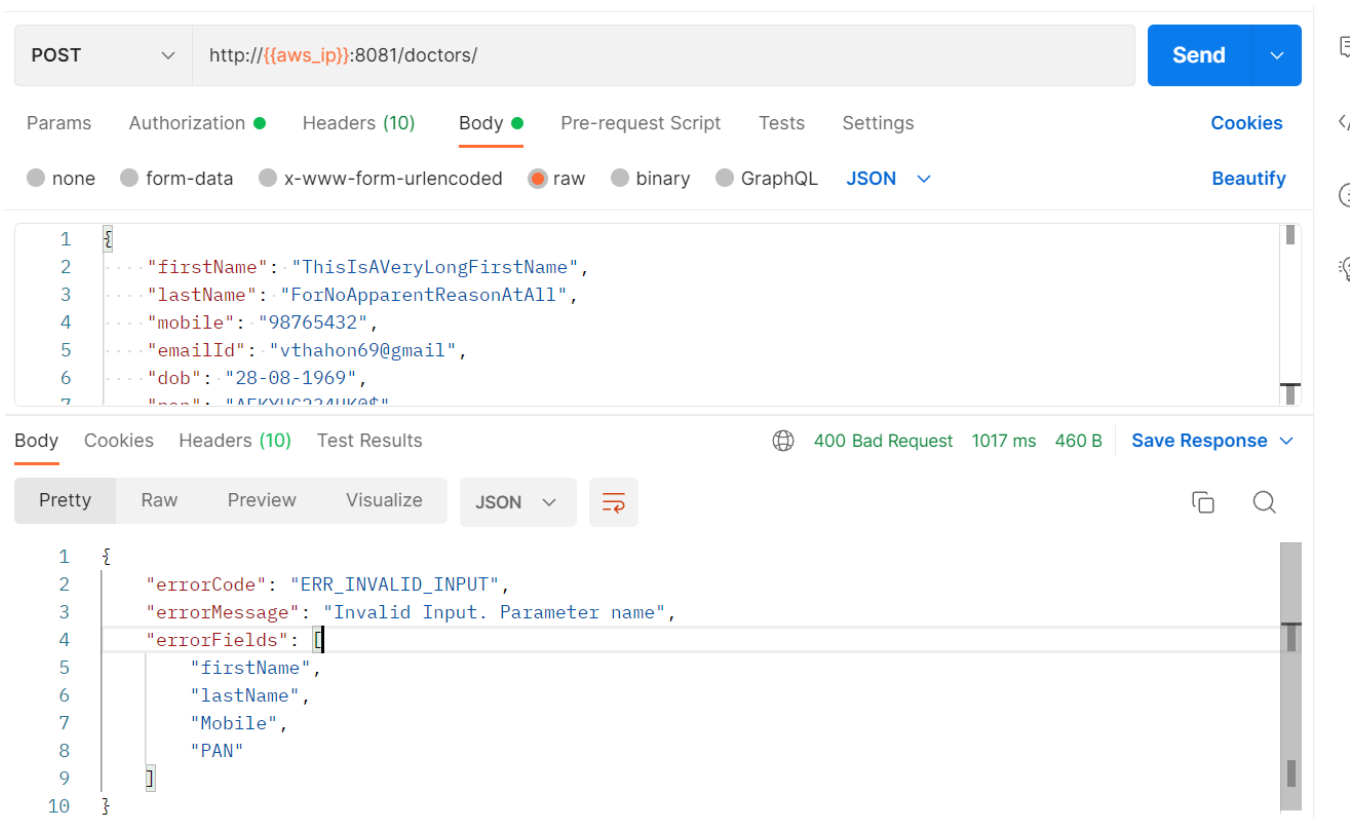 POST http://{{aws_ip}}:8081/doctors/ Send
Params Authorization Headers (10) Body Pre-request Script Tests Settings Cookies
none form-data x-www-form-urlencoded raw binary GraphQL JSON Beautify
1 {
2 "firstName": "ThisIsAVeryLongFirstName",
3 "lastName": "ForNoApparentReasonAtAll",
4 "mobile": "98765432",
5 "emailId": "vthahon69@gmail",
6 "dob": "28-08-1969",
7
Body Cookies Headers (10) Test Results 400 Bad Request 1017 ms 460 B Save Response
Pretty Raw Preview Visualize JSON
1 {
2 "errorCode": "ERR_INVALID_INPUT",
3 "errorMessage": "Invalid Input. Parameter name",
4 "errorFields": [
5 "firstName",
6 "lastName",
7 "Mobile",
8 "PAN"
9 ]
10 }